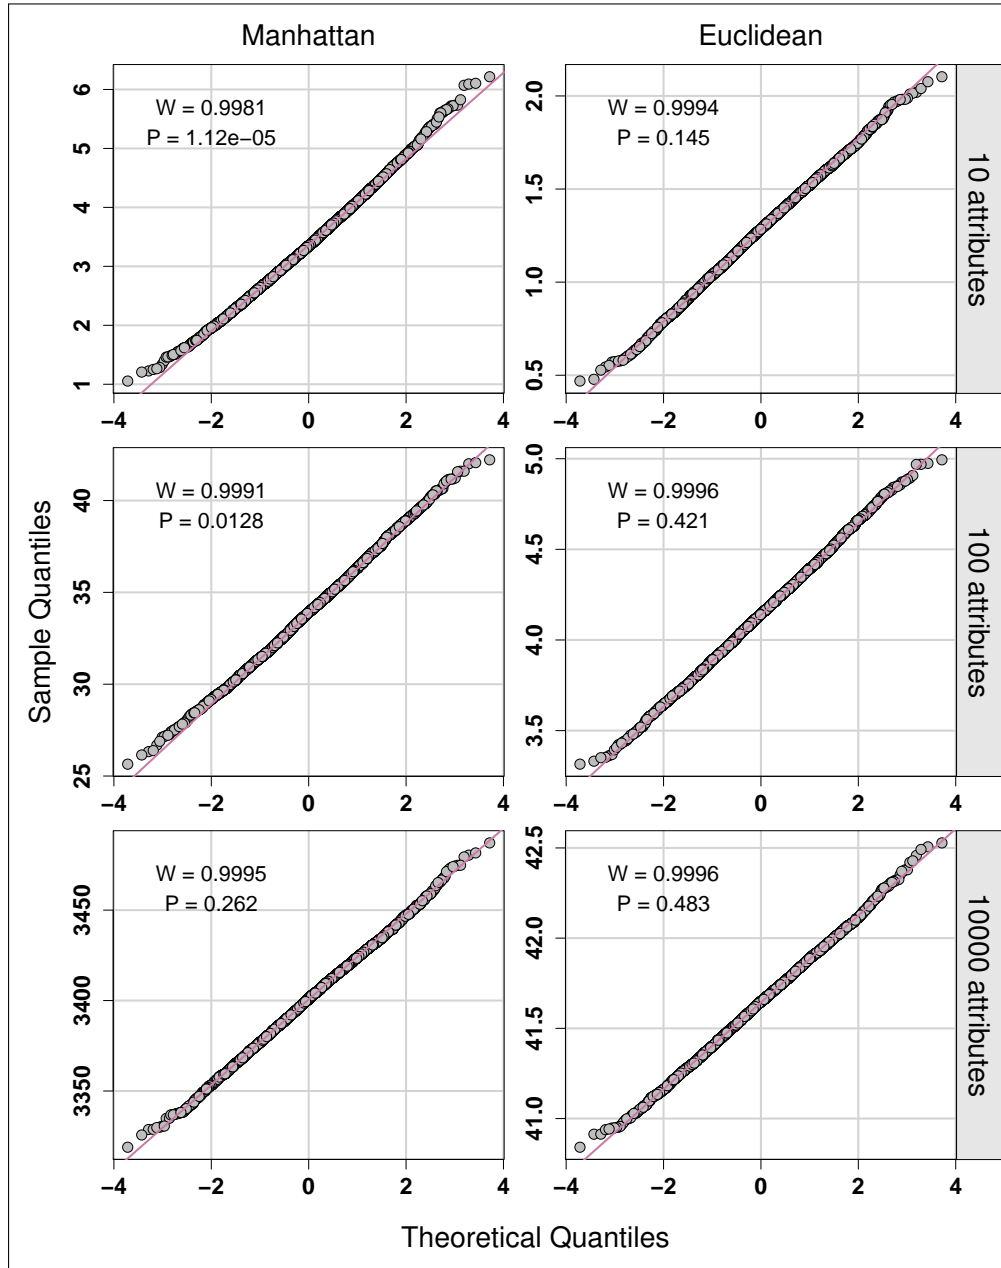 Manhattan
Euclidean
W = 0.9981
P = 1.12e−05
1
2
3
4
5
6
−4
−2
0
2
4
W = 0.9994
P = 0.145
0.5
1.0
1.5
2.0
−4
−2
0
2
4
10 attributes
W = 0.9991
P = 0.0128
25
30
35
40
−4
−2
0
2
4
W = 0.9996
P = 0.421
3.5
4.0
4.5
5.0
−4
−2
0
2
4
100 attributes
W = 0.9995
P = 0.262
3350
3400
3450
−4
−2
0
2
4
W = 0.9996
P = 0.483
41.0
41.5
42.0
42.5
−4
−2
0
2
4
10000 attributes
Sample Quantiles
Theoretical Quantiles